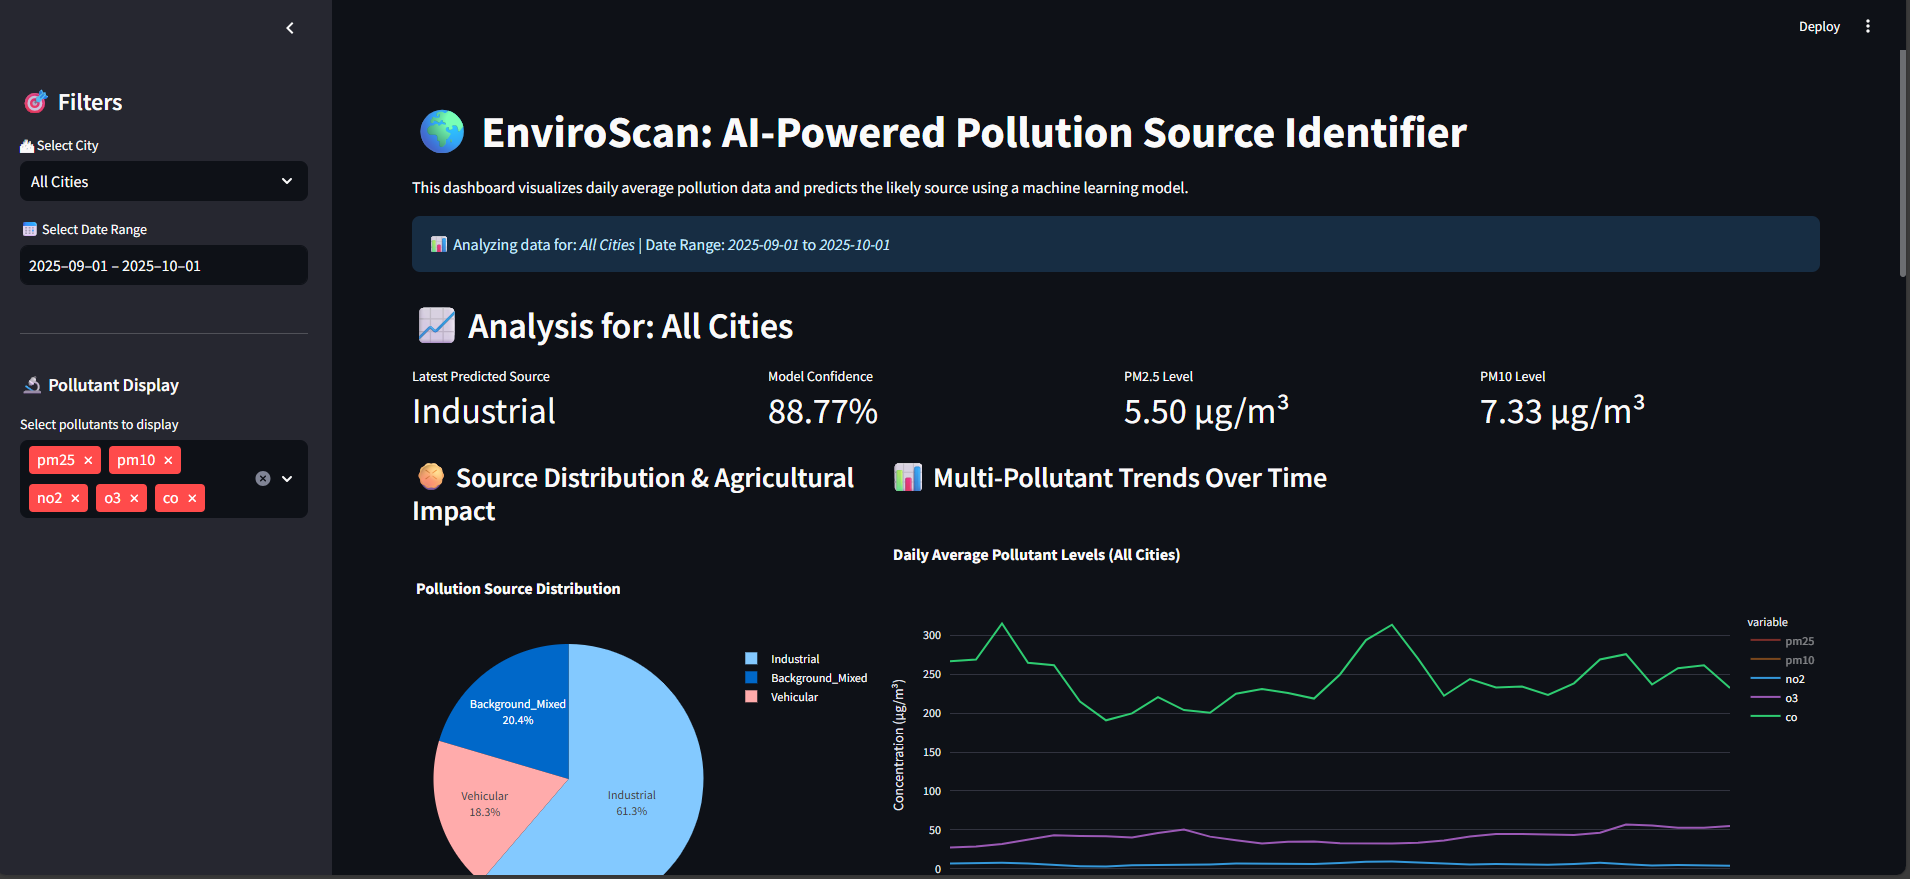 Deploy
Filters
Select City
All Cities
Select Date Range
2025–09–01 – 2025–10–01
Pollutant Display
Select pollutants to display
pm25 × pm10 ×
no2 × o3 × co ×
EnviroScan: AI-Powered Pollution Source Identifier
This dashboard visualizes daily average pollution data and predicts the likely source using a machine learning model.
Analyzing data for: All Cities | Date Range: 2025-09-01 to 2025-10-01
Analysis for: All Cities
Latest Predicted Source
Industrial
Model Confidence
88.77%
PM2.5 Level
5.50 µg/m³
PM10 Level
7.33 µg/m³
Source Distribution & Agricultural
Impact
Pollution Source Distribution
Background_Mixed
20.4%
Vehicular
18.3%
Industrial
61.3%
Industrial
Background_Mixed
Vehicular
Multi-Pollutant Trends Over Time
Daily Average Pollutant Levels (All Cities)
Concentration (µg/m³)
300
250
200
150
100
50
0
variable
pm25
pm10
no2
o3
co